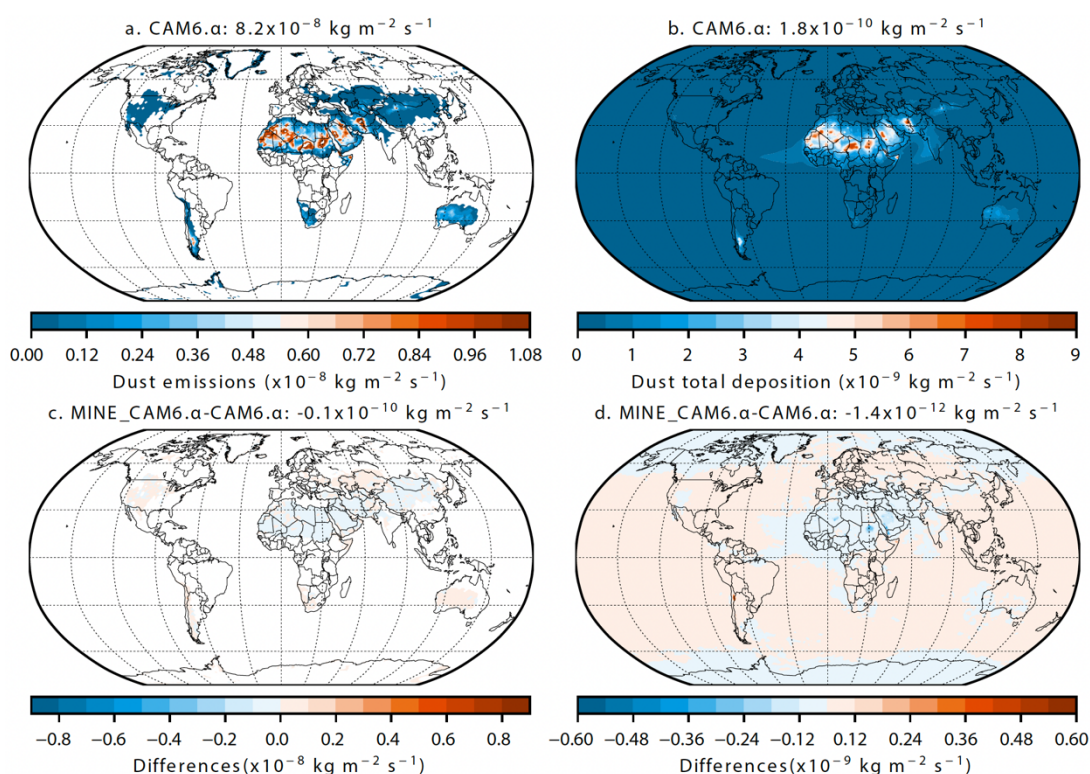 a. CAM6.α: 8.2x10⁻⁸ kg m⁻² s⁻¹
b. CAM6.α: 1.8x10⁻¹⁰ kg m⁻² s⁻¹
0.00 0.12 0.24 0.36 0.48 0.60 0.72 0.84 0.96 1.08
Dust emissions (x10⁻⁸ kg m⁻² s⁻¹)
0 1 2 3 4 5 6 7 8 9
Dust total deposition (x10⁻⁹ kg m⁻² s⁻¹)
c. MINE_CAM6.α-CAM6.α: -0.1x10⁻¹⁰ kg m⁻² s⁻¹
d. MINE_CAM6.α-CAM6.α: -1.4x10⁻¹² kg m⁻² s⁻¹
−0.8 −0.6 −0.4 −0.2 0.0 0.2 0.4 0.6 0.8
Differences(x10⁻⁸ kg m⁻² s⁻¹)
−0.60 −0.48 −0.36 −0.24 −0.12 0.12 0.24 0.36 0.48 0.60
Differences(x10⁻⁹ kg m⁻² s⁻¹)